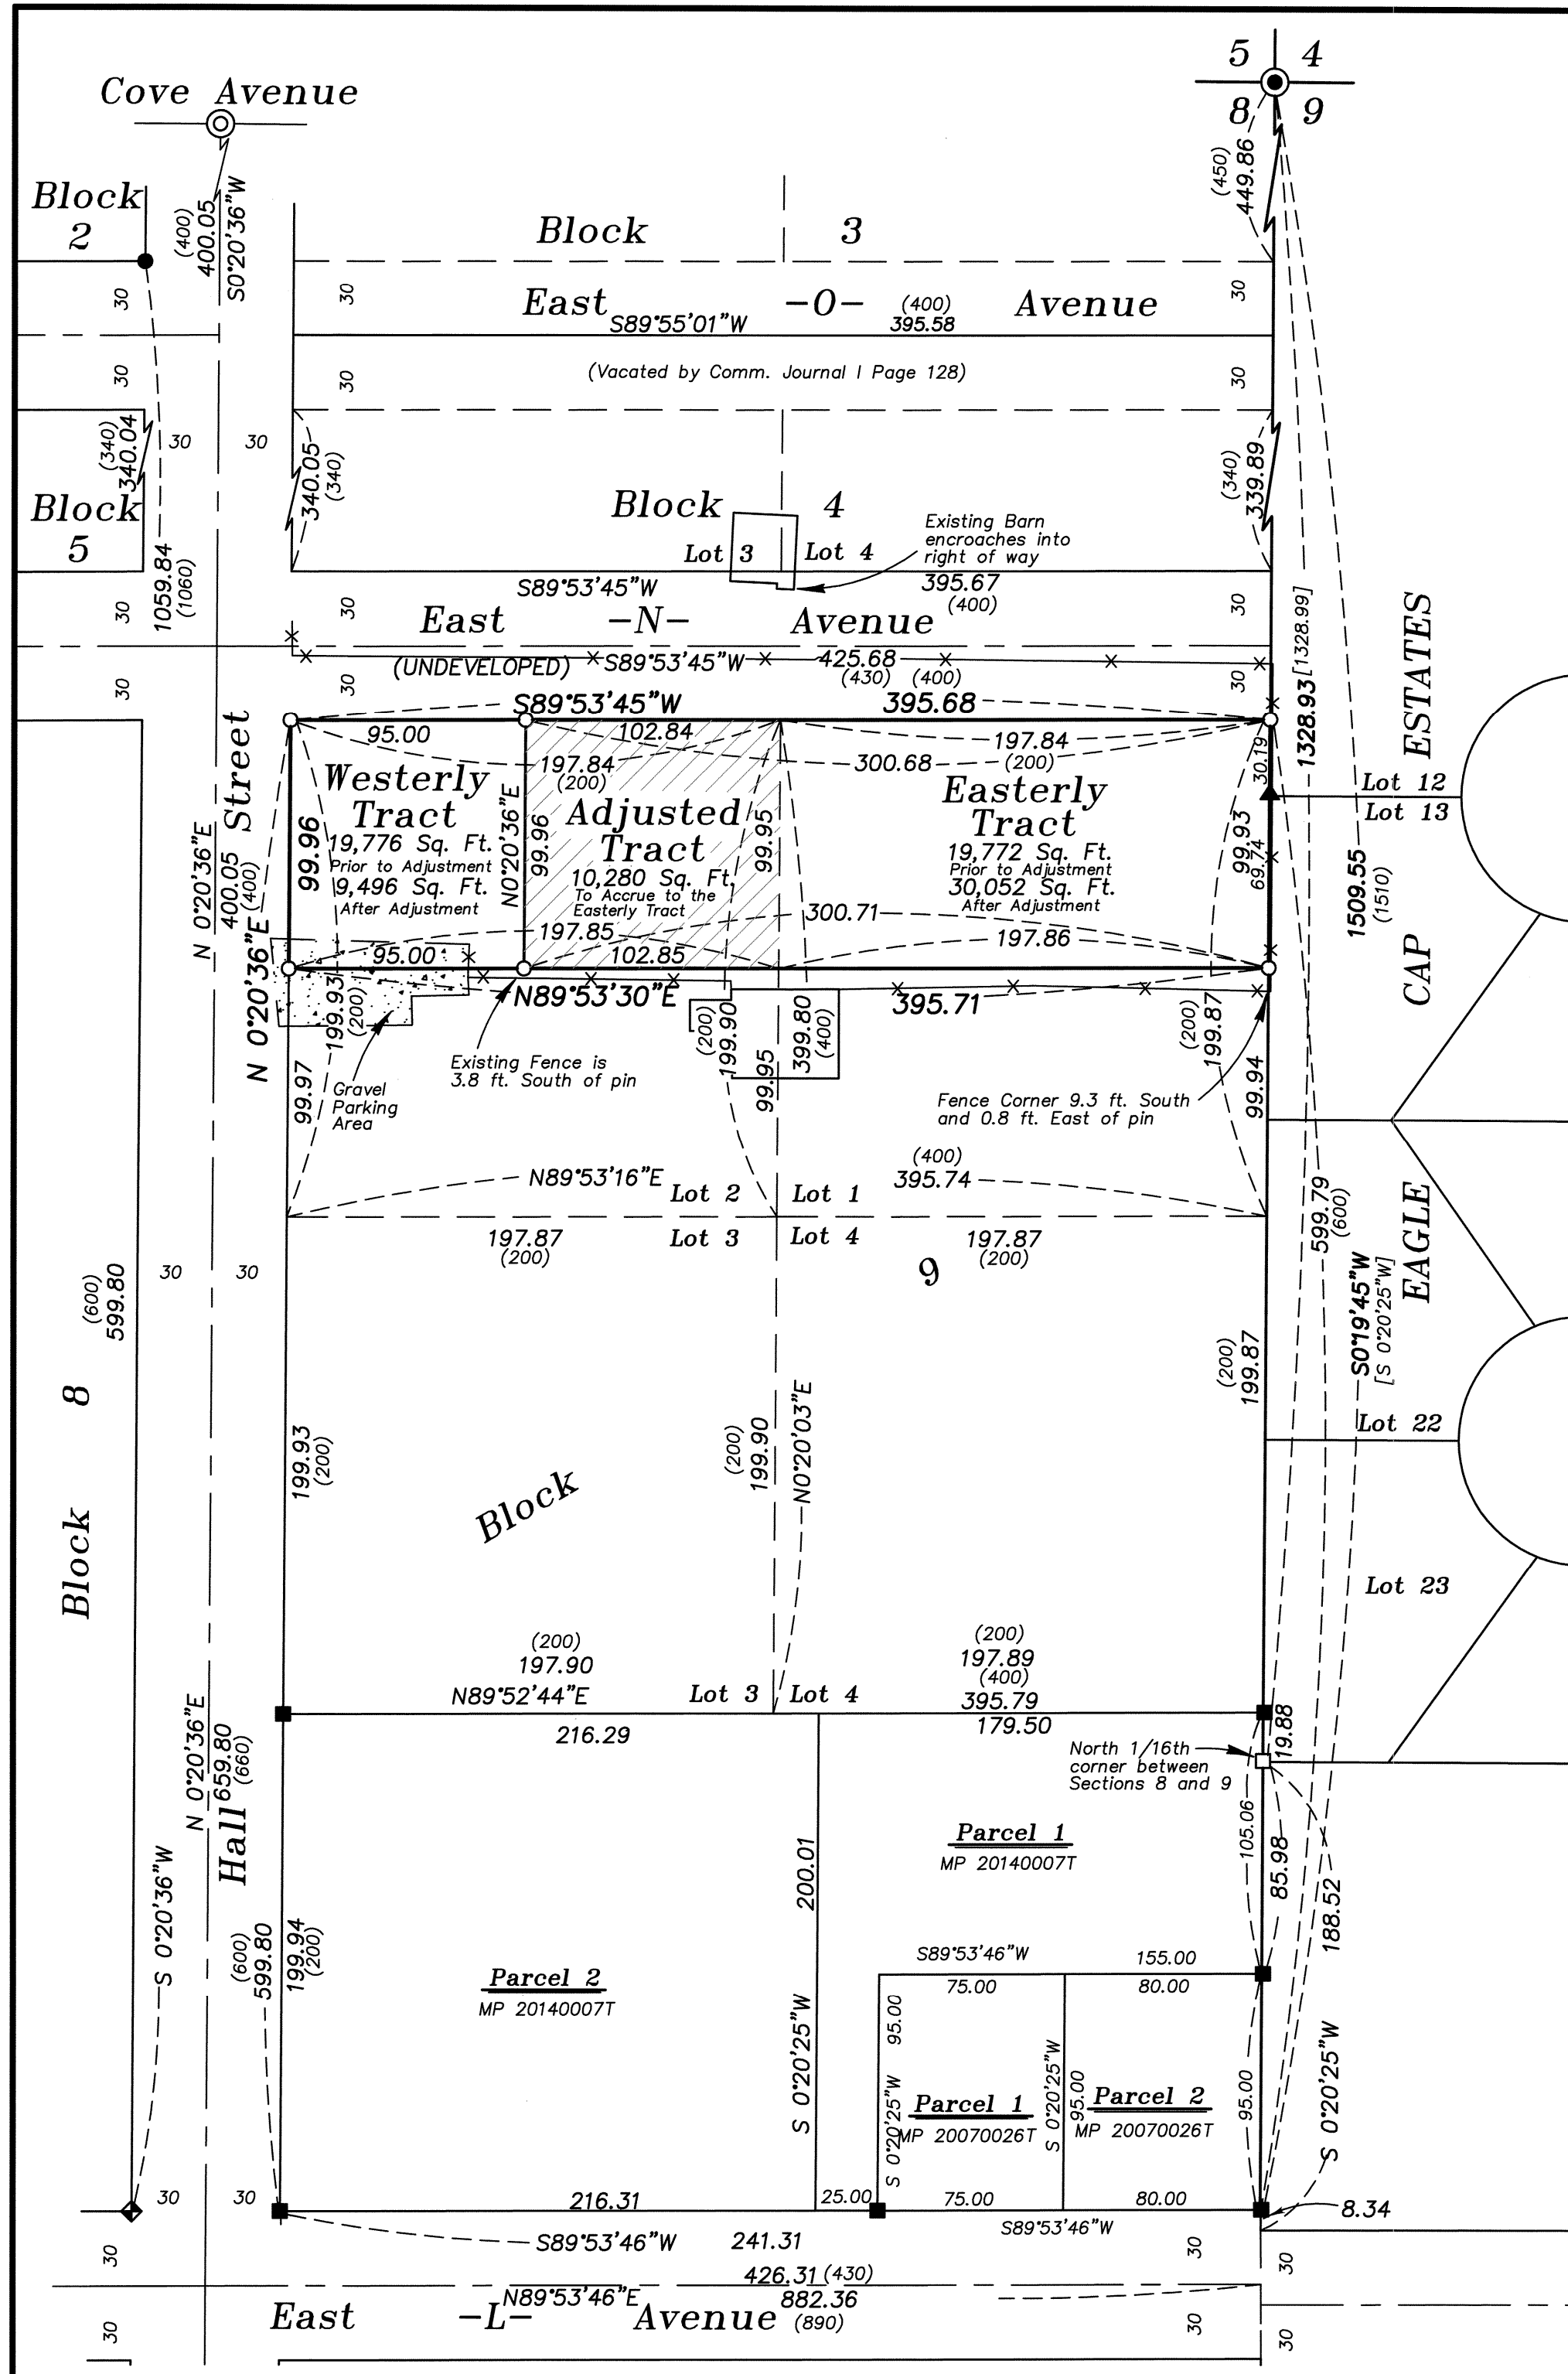 5 4
8 9
Cove Avenue
(450)
449.86
Block
2
(400)
400.05
S0°20'36"W
Block 3
30
30
30
East -O- Avenue
(400)
S89°55'01"W
395.58
30
30
30
(Vacated by Comm. Journal I Page 128)
(340)
340.04
30
30
340.05
(340)
(340)
339.89
Block
5
Block 4
Existing Barn
encroaches into
right of way
Lot 3
Lot 4
1059.84
(1060)
S89°53'45"W
395.67
(400)
30
30
30
East -N- Avenue
[1328.99]
1328.93
(UNDEVELOPED)
S89°53'45"W
425.68
(430)
(400)
30
30
30
S89°53'45"W
395.68
95.00
102.84
197.84
197.84
(200)
300.68
(200)
30.19
Westerly
Tract
19,776 Sq. Ft.
Prior to Adjustment
9,496 Sq. Ft.
After Adjustment
99.96
N0°20'36"E
99.96
Adjusted
Tract
10,280 Sq. Ft.
To Accrue to the
Easterly Tract
99.95
Easterly
Tract
19,772 Sq. Ft.
Prior to Adjustment
30,052 Sq. Ft.
After Adjustment
99.93
69.74
Lot 12
Lot 13
1509.55
(1510)
EAGLE CAP ESTATES
N 0°20'36"E
400.05
(400)
Hall Street
N 0°20'36"E
300.71
197.85
197.86
95.00
102.85
N89°53'30"E
395.71
199.93
(200)
(200)
199.90
399.80
(400)
(200)
199.87
Existing Fence is
3.8 ft. South of pin
99.97
99.95
99.94
Gravel
Parking
Area
Fence Corner 9.3 ft. South
and 0.8 ft. East of pin
(400)
N89°53'16"E
395.74
Lot 2
Lot 1
197.87
(200)
Lot 3
Lot 4
197.87
(200)
599.79
(600)
S0°19'45"W
[S 0°20'25"W]
30
30
(600)
599.80
Block 9
Block 8
(200)
199.87
199.93
(200)
(200)
199.90
N0°20'03"E
Lot 22
Lot 23
(200)
197.90
(200)
197.89
(400)
N89°52'44"E
Lot 3
Lot 4
395.79
216.29
179.50
19.88
North 1/16th
corner between
Sections 8 and 9
N 0°20'36"E
659.80
(660)
Parcel 1
MP 20140007T
105.06
85.98
188.52
200.01
S 0°20'36"W
(600)
599.80
199.94
(200)
S89°53'46"W
155.00
75.00
80.00
Parcel 2
MP 20140007T
S 0°20'25"W
95.00
S 0°20'25"W
S 0°20'25"W
95.00
95.00
S 0°20'25"W
Parcel 1
MP 20070026T
Parcel 2
MP 20070026T
30
30
216.31
25.00
75.00
80.00
8.34
S89°53'46"W
S89°53'46"W
241.31
30
30
30
426.31 (430)
N89°53'46"E
882.36
(890)
East -L- Avenue
30
30
30